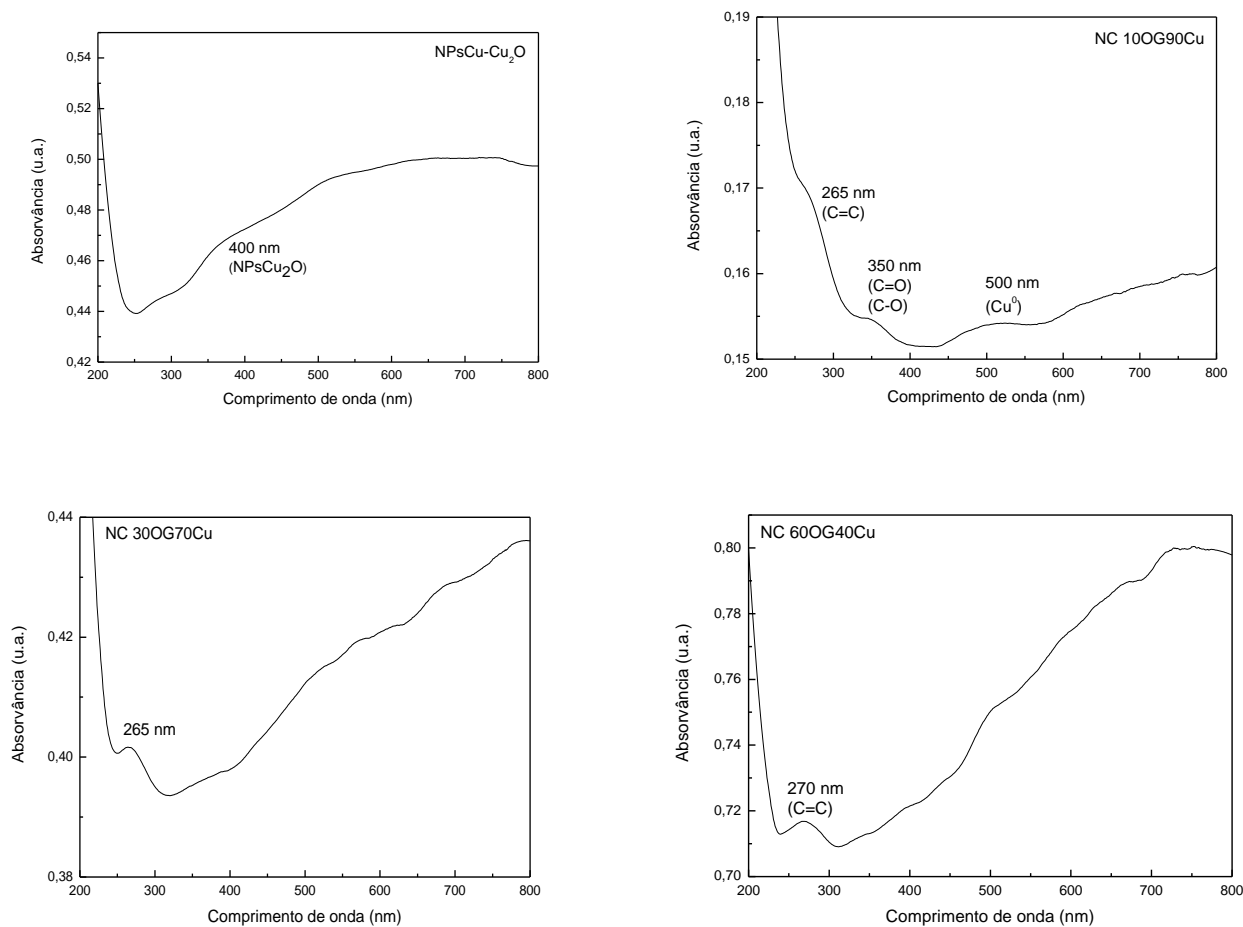 NPsCu-Cu₂O
0,54
0,52
0,50
0,48
0,46
0,44
0,42
Absorvância (u.a.)
400 nm
(NPsCu2O)
200 300 400 500 600 700 800
Comprimento de onda (nm)
NC 10OG90Cu
0,19
0,18
0,17
0,16
0,15
Absorvância (u.a.)
265 nm
(C=C)
350 nm
(C=O)
(C-O)
500 nm
(Cu⁰)
200 300 400 500 600 700 800
Comprimento de onda (nm)
NC 30OG70Cu
0,44
0,42
0,40
0,38
Absorvância (u.a.)
265 nm
200 300 400 500 600 700 800
Comprimento de onda (nm)
NC 60OG40Cu
0,80
0,78
0,76
0,74
0,72
0,70
Absorvância (u.a.)
270 nm
(C=C)
200 300 400 500 600 700 800
Comprimento de onda (nm)